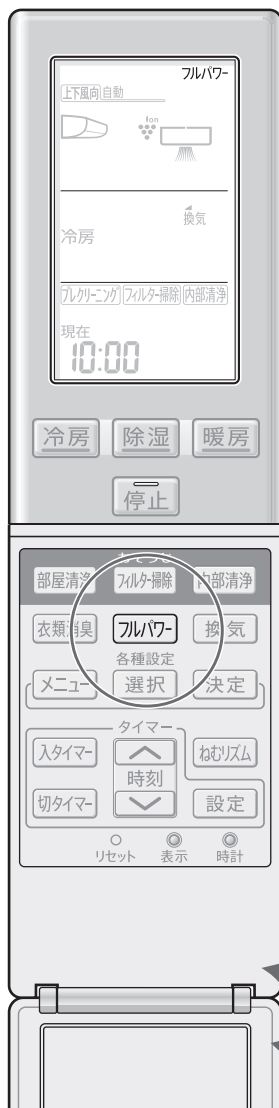 フルパワー
上下風向 自動
Ion
換気
冷房
プレクリーニング フィルター掃除 内部清浄
現在
10:00
冷房 除湿 暖房
停止
おそうじ
部屋清浄 フィルター掃除 内部清浄
衣類消臭 フルパワー 換気
各種設定
メニュー 選択 決定
タイマー
入タイマー ねむリズム
時刻
切タイマー 設定
リセット 表示 時計